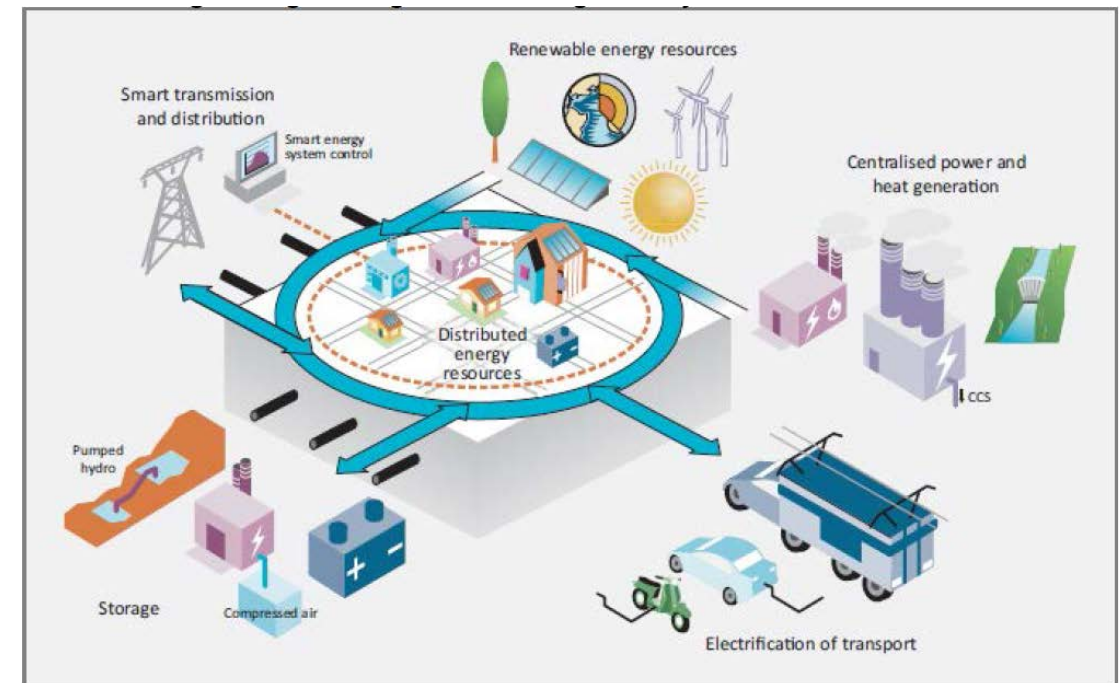 Renewable energy resources
Smart transmission
and distribution
Smart energy
system control
Centralised power and
heat generation
Distributed
energy
resources
CCS
Pumped
hydro
Storage
Compressed air
Electrification of transport